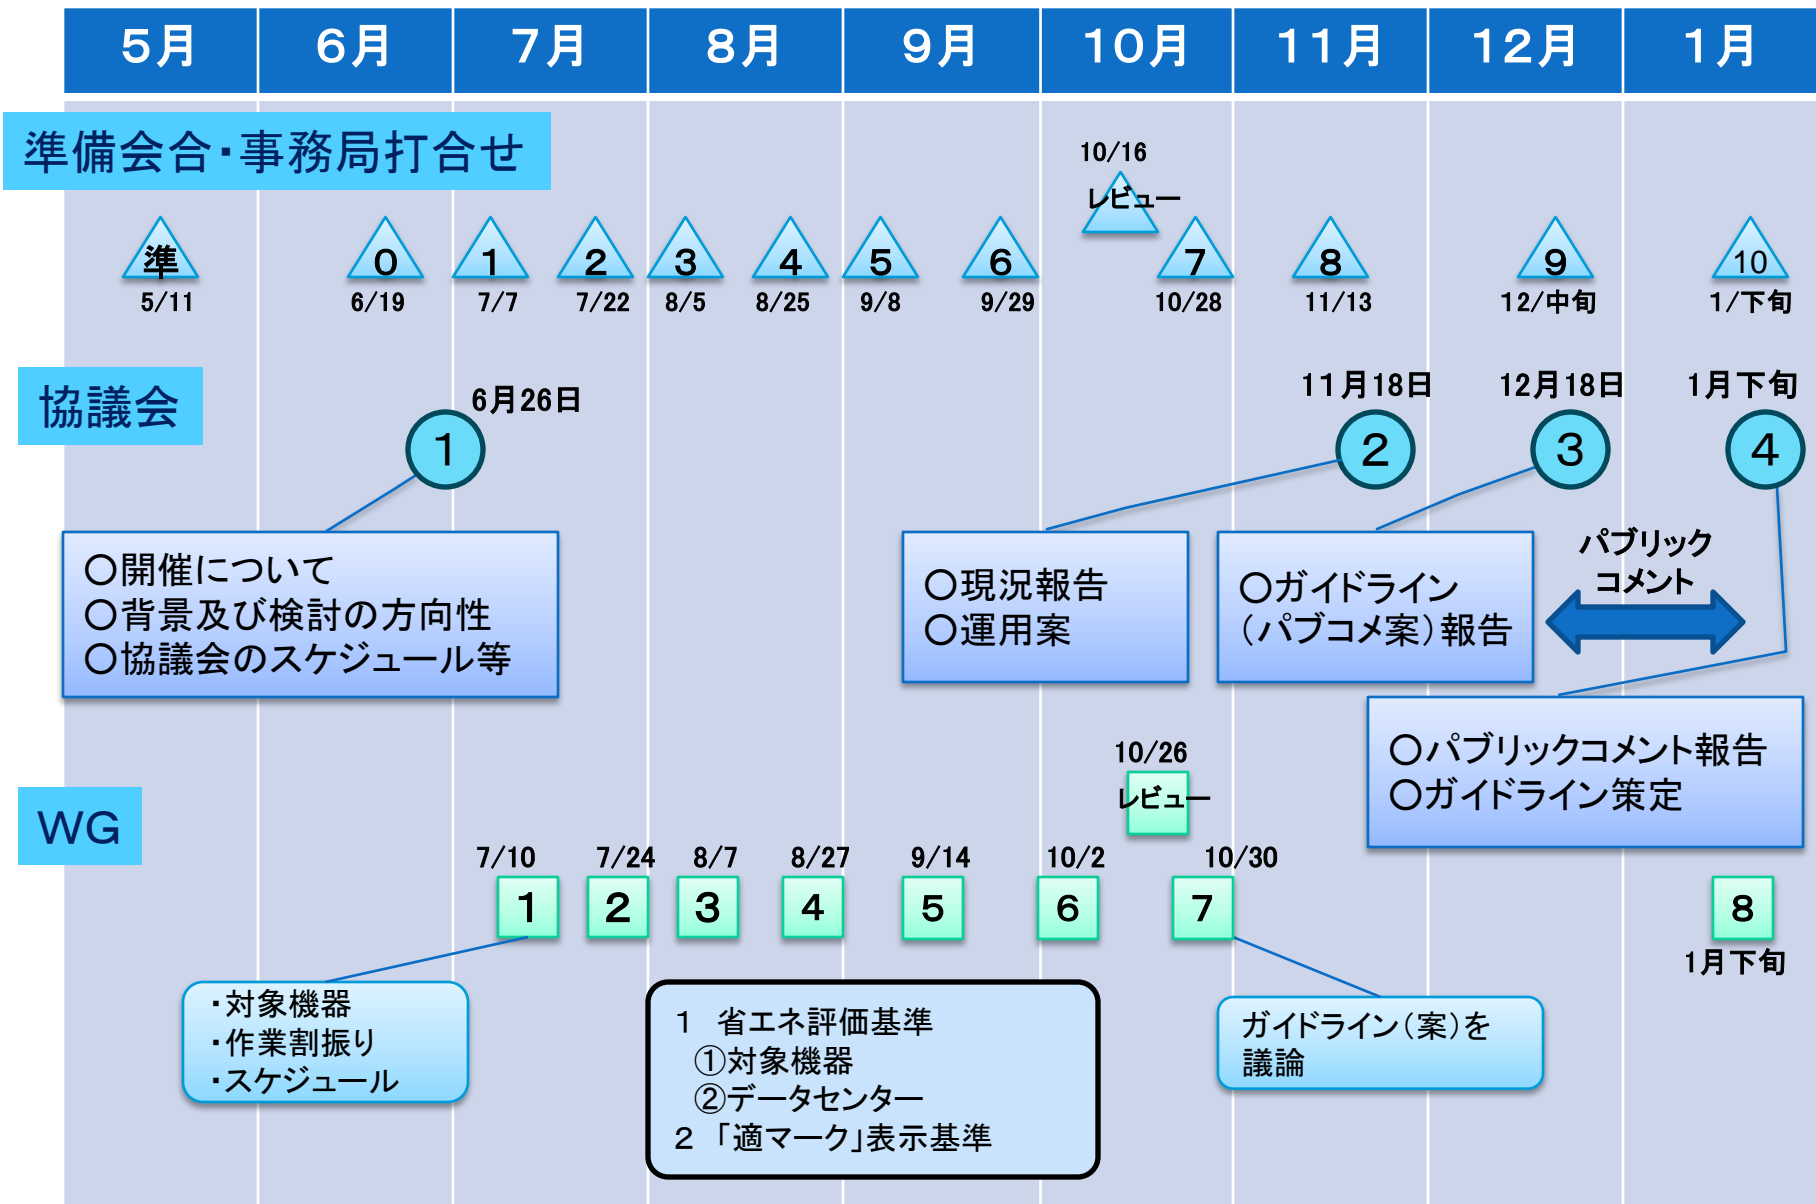 5月 6月 7月 8月 9月 10月 11月 12月 1月
準備会合・事務局打合せ
10/16
レビュー
準 0 1 2 3 4 5 6 7 8 9 10
5/11 6/19 7/7 7/22 8/5 8/25 9/8 9/29 10/28 11/13 12/中旬 1/下旬
協議会
6月26日 11月18日 12月18日 1月下旬
1 2 3 4
○開催について
○背景及び検討の方向性
○協議会のスケジュール等
○現況報告
○運用案
○ガイドライン
(パブコメ案)報告
パブリック
コメント
○パブリックコメント報告
○ガイドライン策定
WG
10/26
レビュー
7/10 7/24 8/7 8/27 9/14 10/2 10/30
1 2 3 4 5 6 7 8
1月下旬
・対象機器
・作業割振り
・スケジュール
1 省エネ評価基準
①対象機器
②データセンター
2 「適マーク」表示基準
ガイドライン(案)を
議論